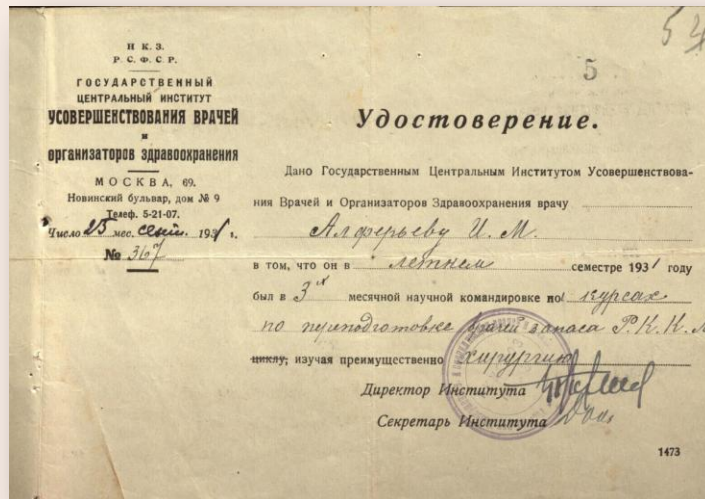 54
Н К З.
Р. С. Ф. С. Р.
ГОСУДАРСТВЕННЫЙ
ЦЕНТРАЛЬНЫЙ ИНСТИТУТ
УСОВЕРШЕНСТВОВАНИЯ ВРАЧЕЙ
и
организаторов здравоохранения
МОСКВА, 69.
Новинский бульвар, дом № 9
Телеф. 5-21-07.
Число 25 мес. сент. 1931 г.
№ 367
5
Удостоверение.
Дано Государственным Центральным Институтом Усовершенствова-
ния Врачей и Организаторов Здравоохранения врачу
Алферьеву И. М.
в том, что он в летнем семестре 1931 году
был в 3х месячной научной командировке по курсах
по переподготовке врачей запаса Р. К. К. А
циклу, изучая преимущественно хирургию
Директор Института
Секретарь Института
1473